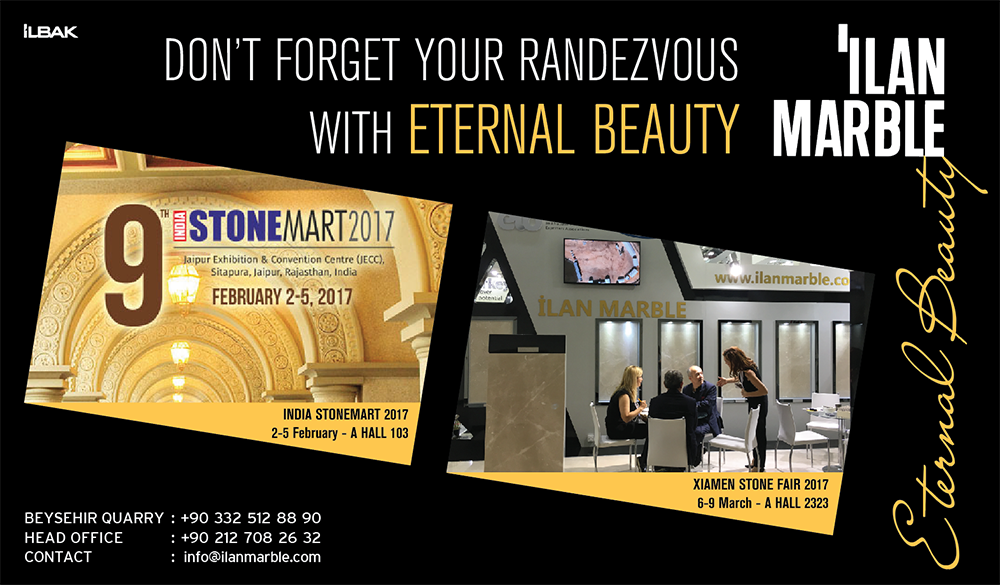 İLBAK
DON'T FORGET YOUR RANDEZVOUS
WITH ETERNAL BEAUTY
İLAN
MARBLE
Eternal Beauty
9TH INDIA STONEMART2017
Jaipur Exhibition & Convention Centre (JECC),
Sitapura, Jaipur, Rajasthan, India
FEBRUARY 2-5, 2017
INDIA STONEMART 2017
2-5 February - A HALL 103
www.ilanmarble.co
potential
İLAN MARBLE
XIAMEN STONE FAIR 2017
6-9 March - A HALL 2323
BEYSEHIR QUARRY : +90 332 512 88 90
HEAD OFFICE : +90 212 708 26 32
CONTACT : info@ilanmarble.com